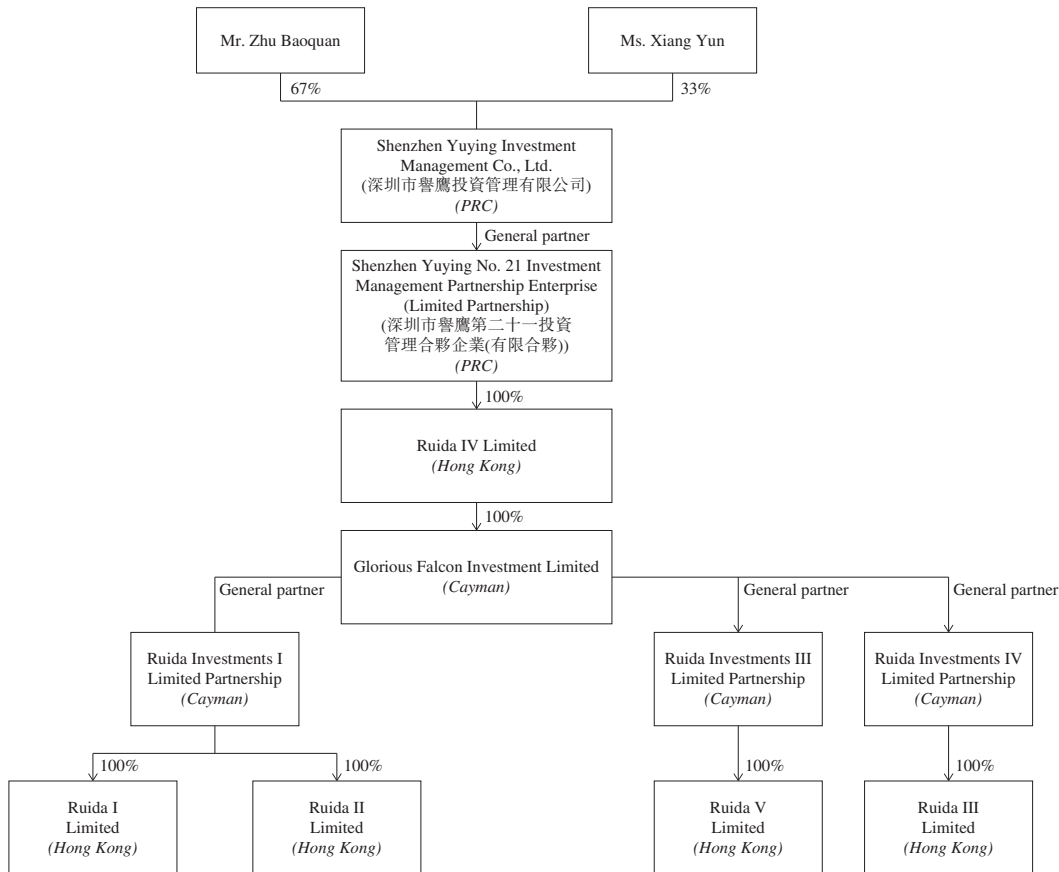 Mr. Zhu Baoquan
Ms. Xiang Yun
67%
33%
Shenzhen Yuying Investment
Management Co., Ltd.
(深圳市譽鷹投資管理有限公司)
(PRC)
General partner
Shenzhen Yuying No. 21 Investment
Management Partnership Enterprise
(Limited Partnership)
(深圳市譽鷹第二十一投資
管理合夥企業(有限合夥))
(PRC)
100%
Ruida IV Limited
(Hong Kong)
100%
Glorious Falcon Investment Limited
(Cayman)
General partner
General partner
General partner
Ruida Investments I
Limited Partnership
(Cayman)
Ruida Investments III
Limited Partnership
(Cayman)
Ruida Investments IV
Limited Partnership
(Cayman)
100%
100%
100%
100%
Ruida I
Limited
(Hong Kong)
Ruida II
Limited
(Hong Kong)
Ruida V
Limited
(Hong Kong)
Ruida III
Limited
(Hong Kong)